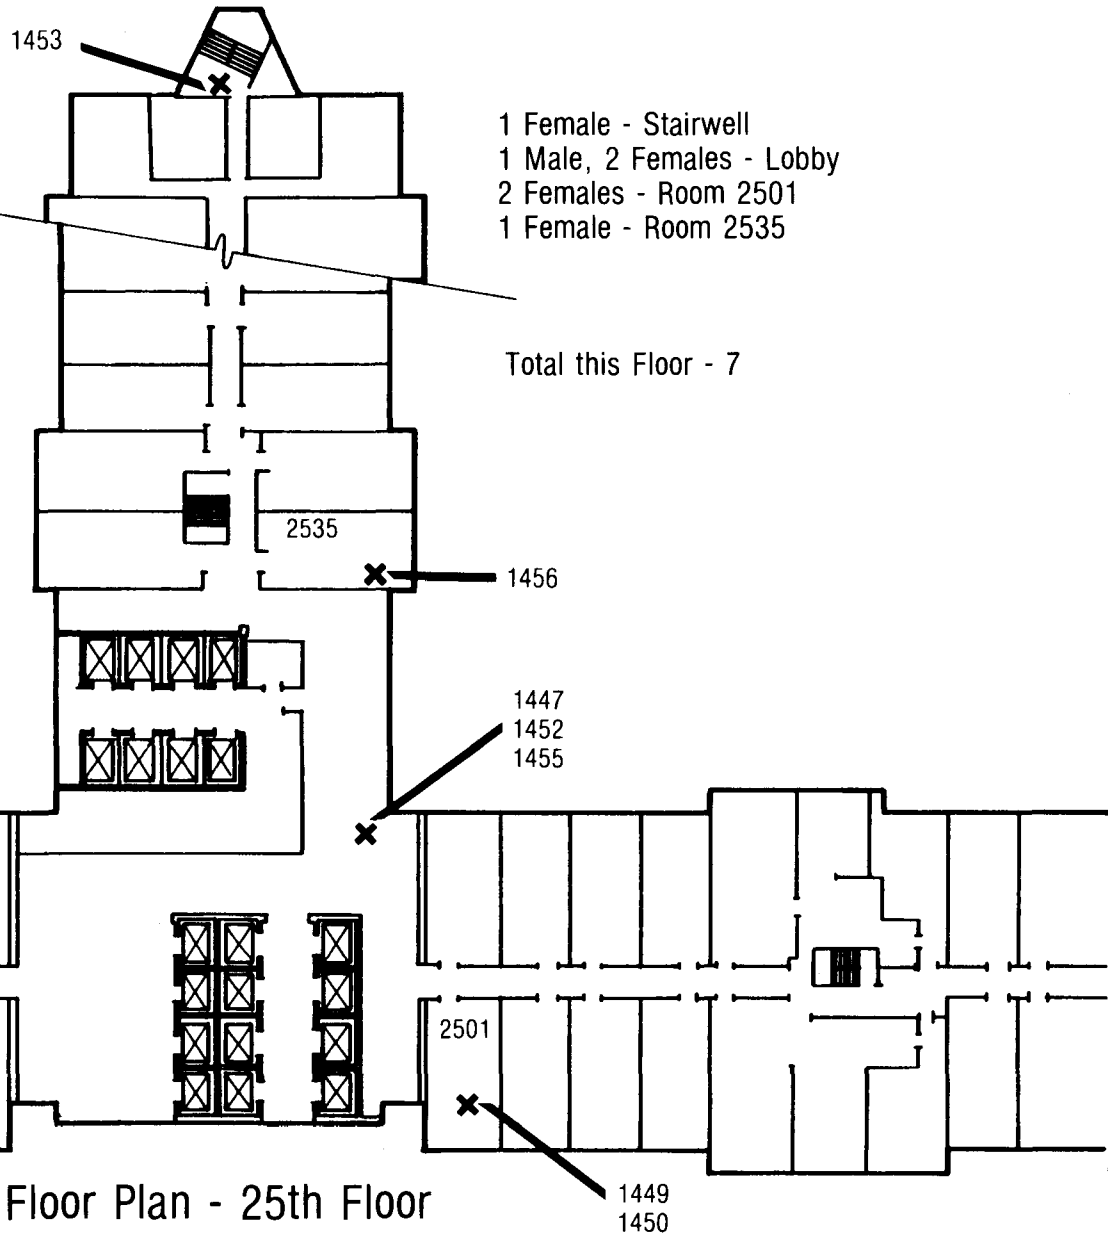 1453
1 Female - Stairwell
1 Male, 2 Females - Lobby
2 Females - Room 2501
1 Female - Room 2535
Total this Floor - 7
2535
1456
1447
1452
1455
2501
1449
1450
Floor Plan - 25th Floor